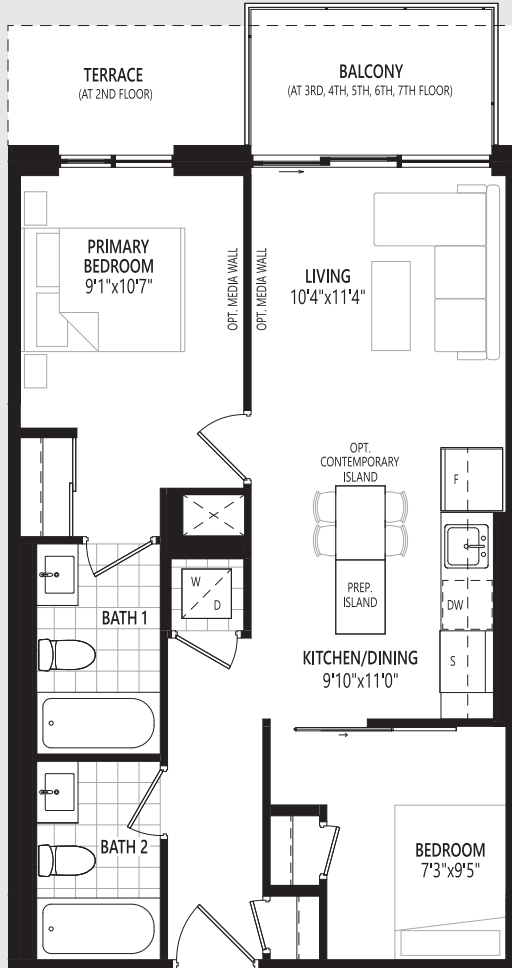 TERRACE
(AT 2ND FLOOR)
BALCONY
(AT 3RD, 4TH, 5TH, 6TH, 7TH FLOOR)
PRIMARY
BEDROOM
9'1"x10'7"
OPT. MEDIA WALL
OPT. MEDIA WALL
LIVING
10'4"x11'4"
OPT.
CONTEMPORARY
ISLAND
F
W
D
PREP.
ISLAND
DW
BATH 1
S
KITCHEN/DINING
9'10"x11'0"
BATH 2
BEDROOM
7'3"x9'5"